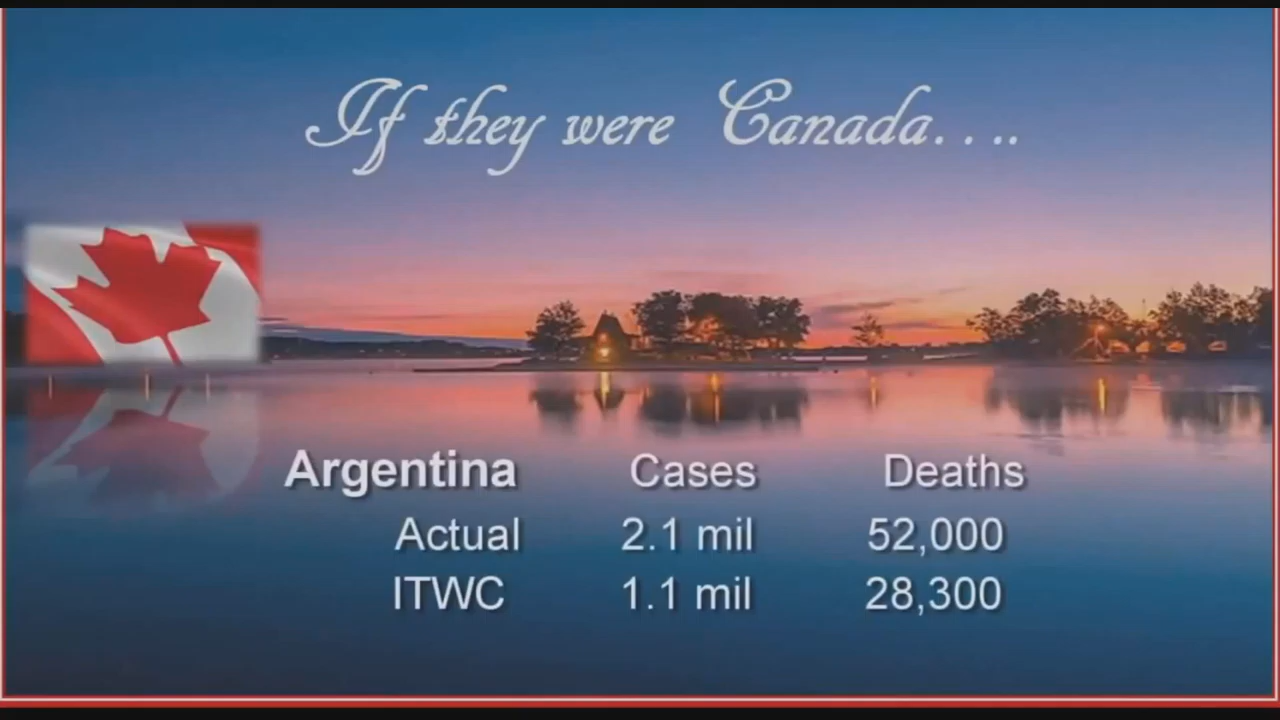 If they were Canada....
Argentina Cases Deaths
Actual 2.1 mil 52,000
ITWC 1.1 mil 28,300